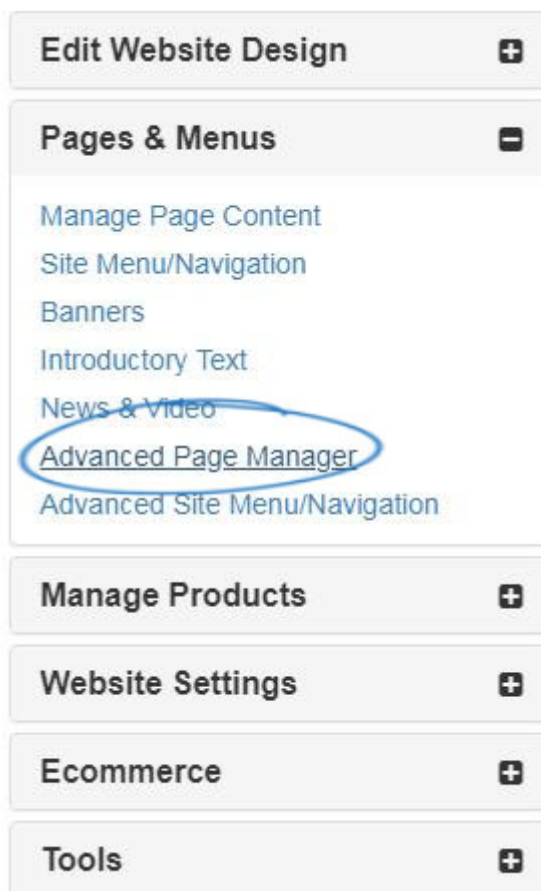 Edit Website Design
Pages & Menus
Manage Page Content
Site Menu/Navigation
Banners
Introductory Text
News & Video
Advanced Page Manager
Advanced Site Menu/Navigation
Manage Products
Website Settings
Ecommerce
Tools